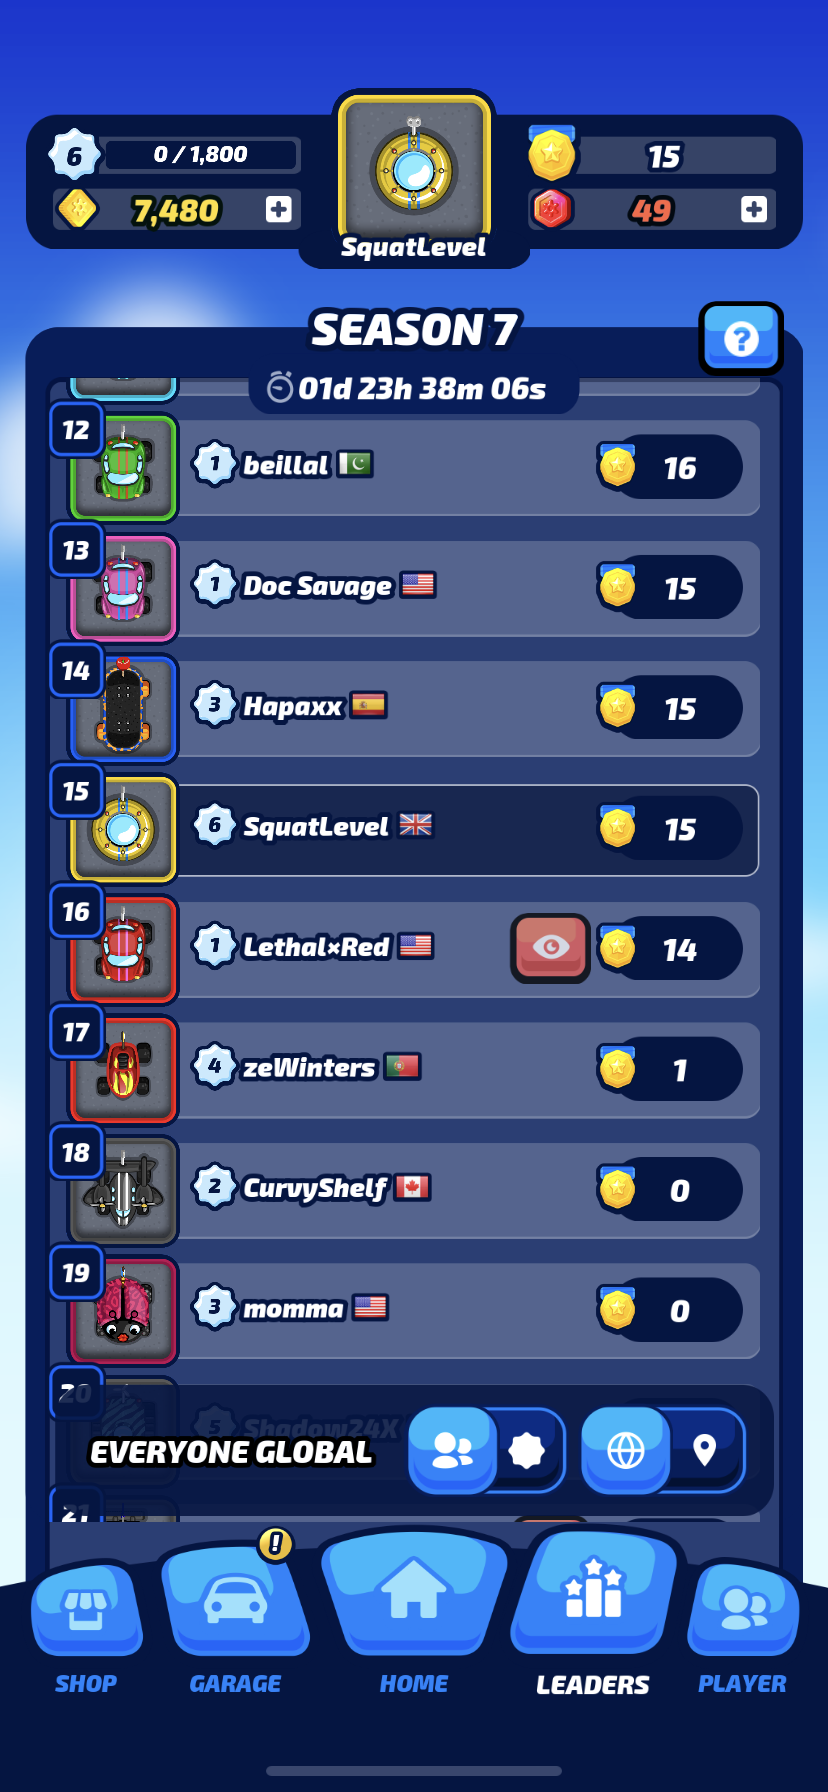 6 0 / 1,800 15
7,480 + 49 +
SquatLevel
SEASON 7 ?
01d 23h 38m 06s
12 1 beillal 16
13 1 Doc Savage 15
14 3 Hapaxx 15
15 6 SquatLevel 15
16 1 Lethal×Red 14
17 4 zeWinters 1
18 2 CurvyShelf 0
19 3 momma 0
20 5 Shadow24X
EVERYONE GLOBAL
21
!
SHOP GARAGE HOME LEADERS PLAYER